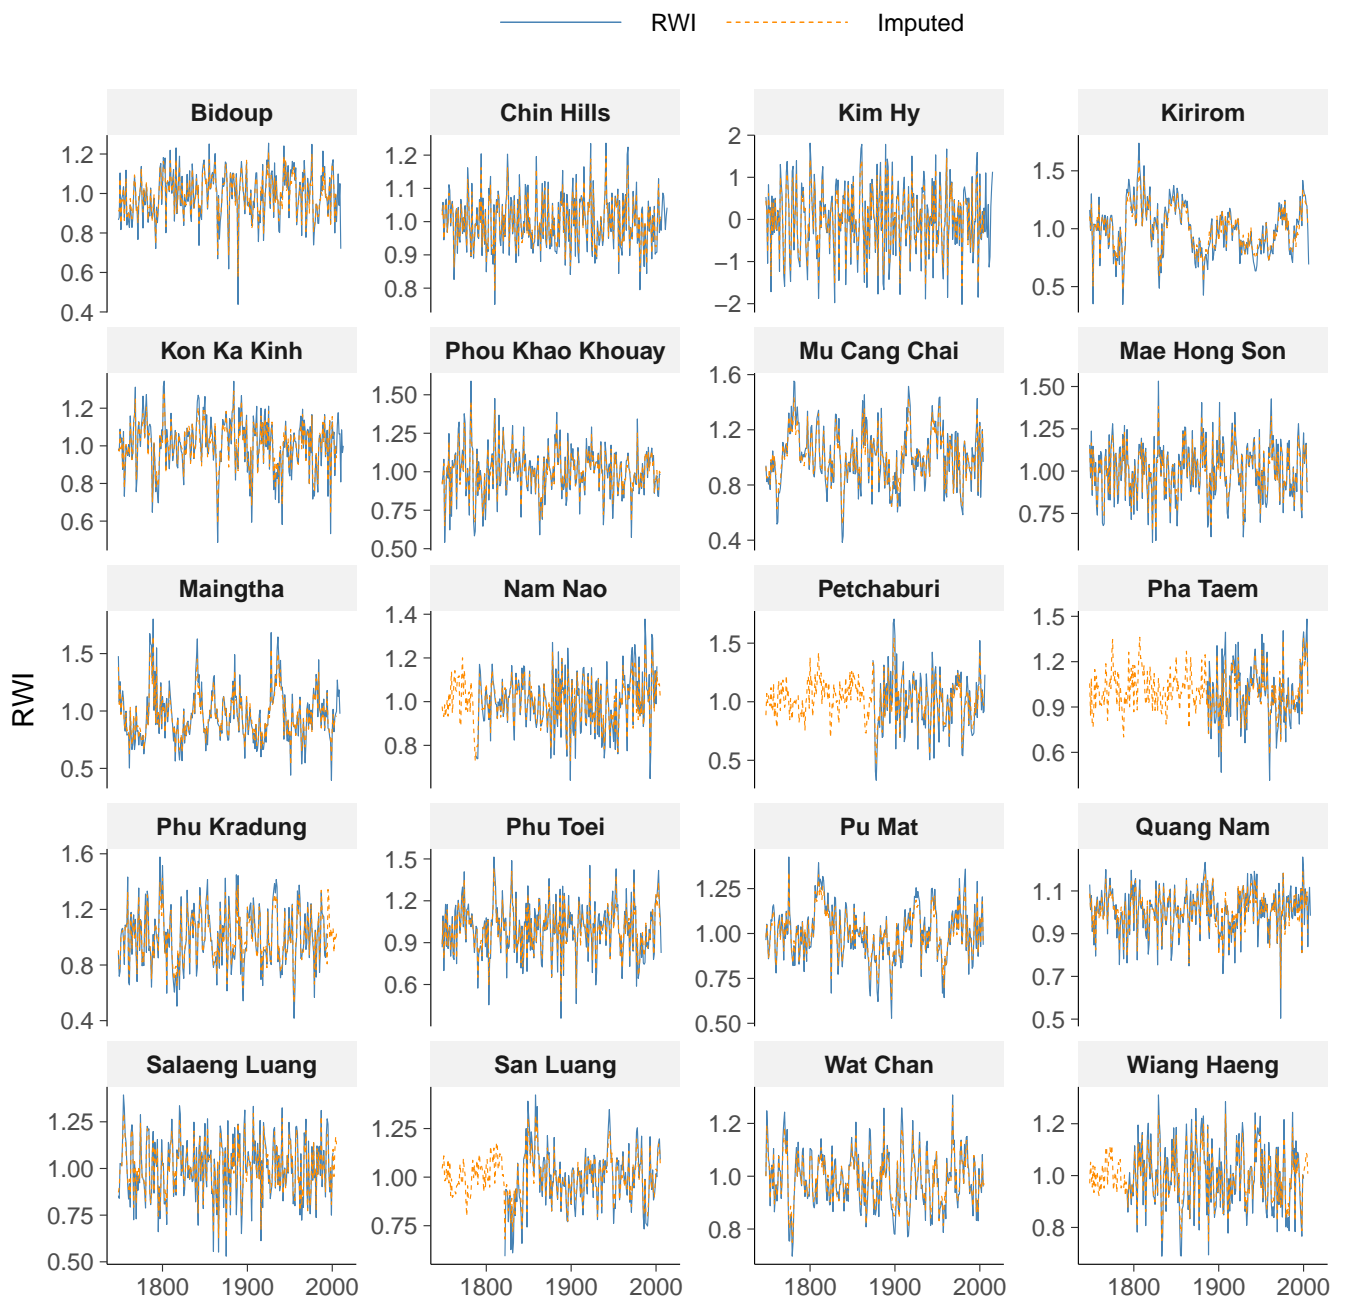 RWI Imputed
Bidoup Chin Hills Kim Hy Kirirom
1.2 1.0 0.8 0.6 0.4
1.2 1.1 1.0 0.9 0.8
2 1 0 −1 −2
1.5 1.0 0.5
Kon Ka Kinh Phou Khao Khouay Mu Cang Chai Mae Hong Son
1.2 1.0 0.8 0.6
1.50 1.25 1.00 0.75 0.50
1.6 1.2 0.8 0.4
1.50 1.25 1.00 0.75
Maingtha Nam Nao Petchaburi Pha Taem
1.5 1.0 0.5
1.4 1.2 1.0 0.8
1.5 1.0 0.5
1.5 1.2 0.9 0.6
RWI
Phu Kradung Phu Toei Pu Mat Quang Nam
1.6 1.2 0.8 0.4
1.5 1.2 0.9 0.6
1.25 1.00 0.75 0.50
1.1 0.9 0.7 0.5
Salaeng Luang San Luang Wat Chan Wiang Haeng
1.25 1.00 0.75 0.50
1.25 1.00 0.75
1.2 1.0 0.8
1.2 1.0 0.8
1800 1900 2000 1800 1900 2000 1800 1900 2000 1800 1900 2000